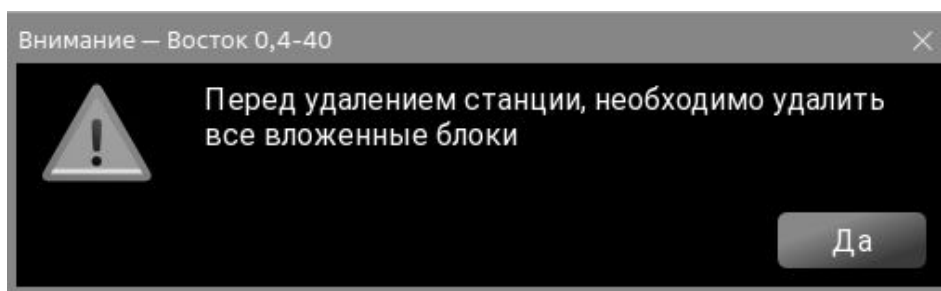 Внимание — Восток 0,4-40
Перед удалением станции, необходимо удалить
все вложенные блоки
Да